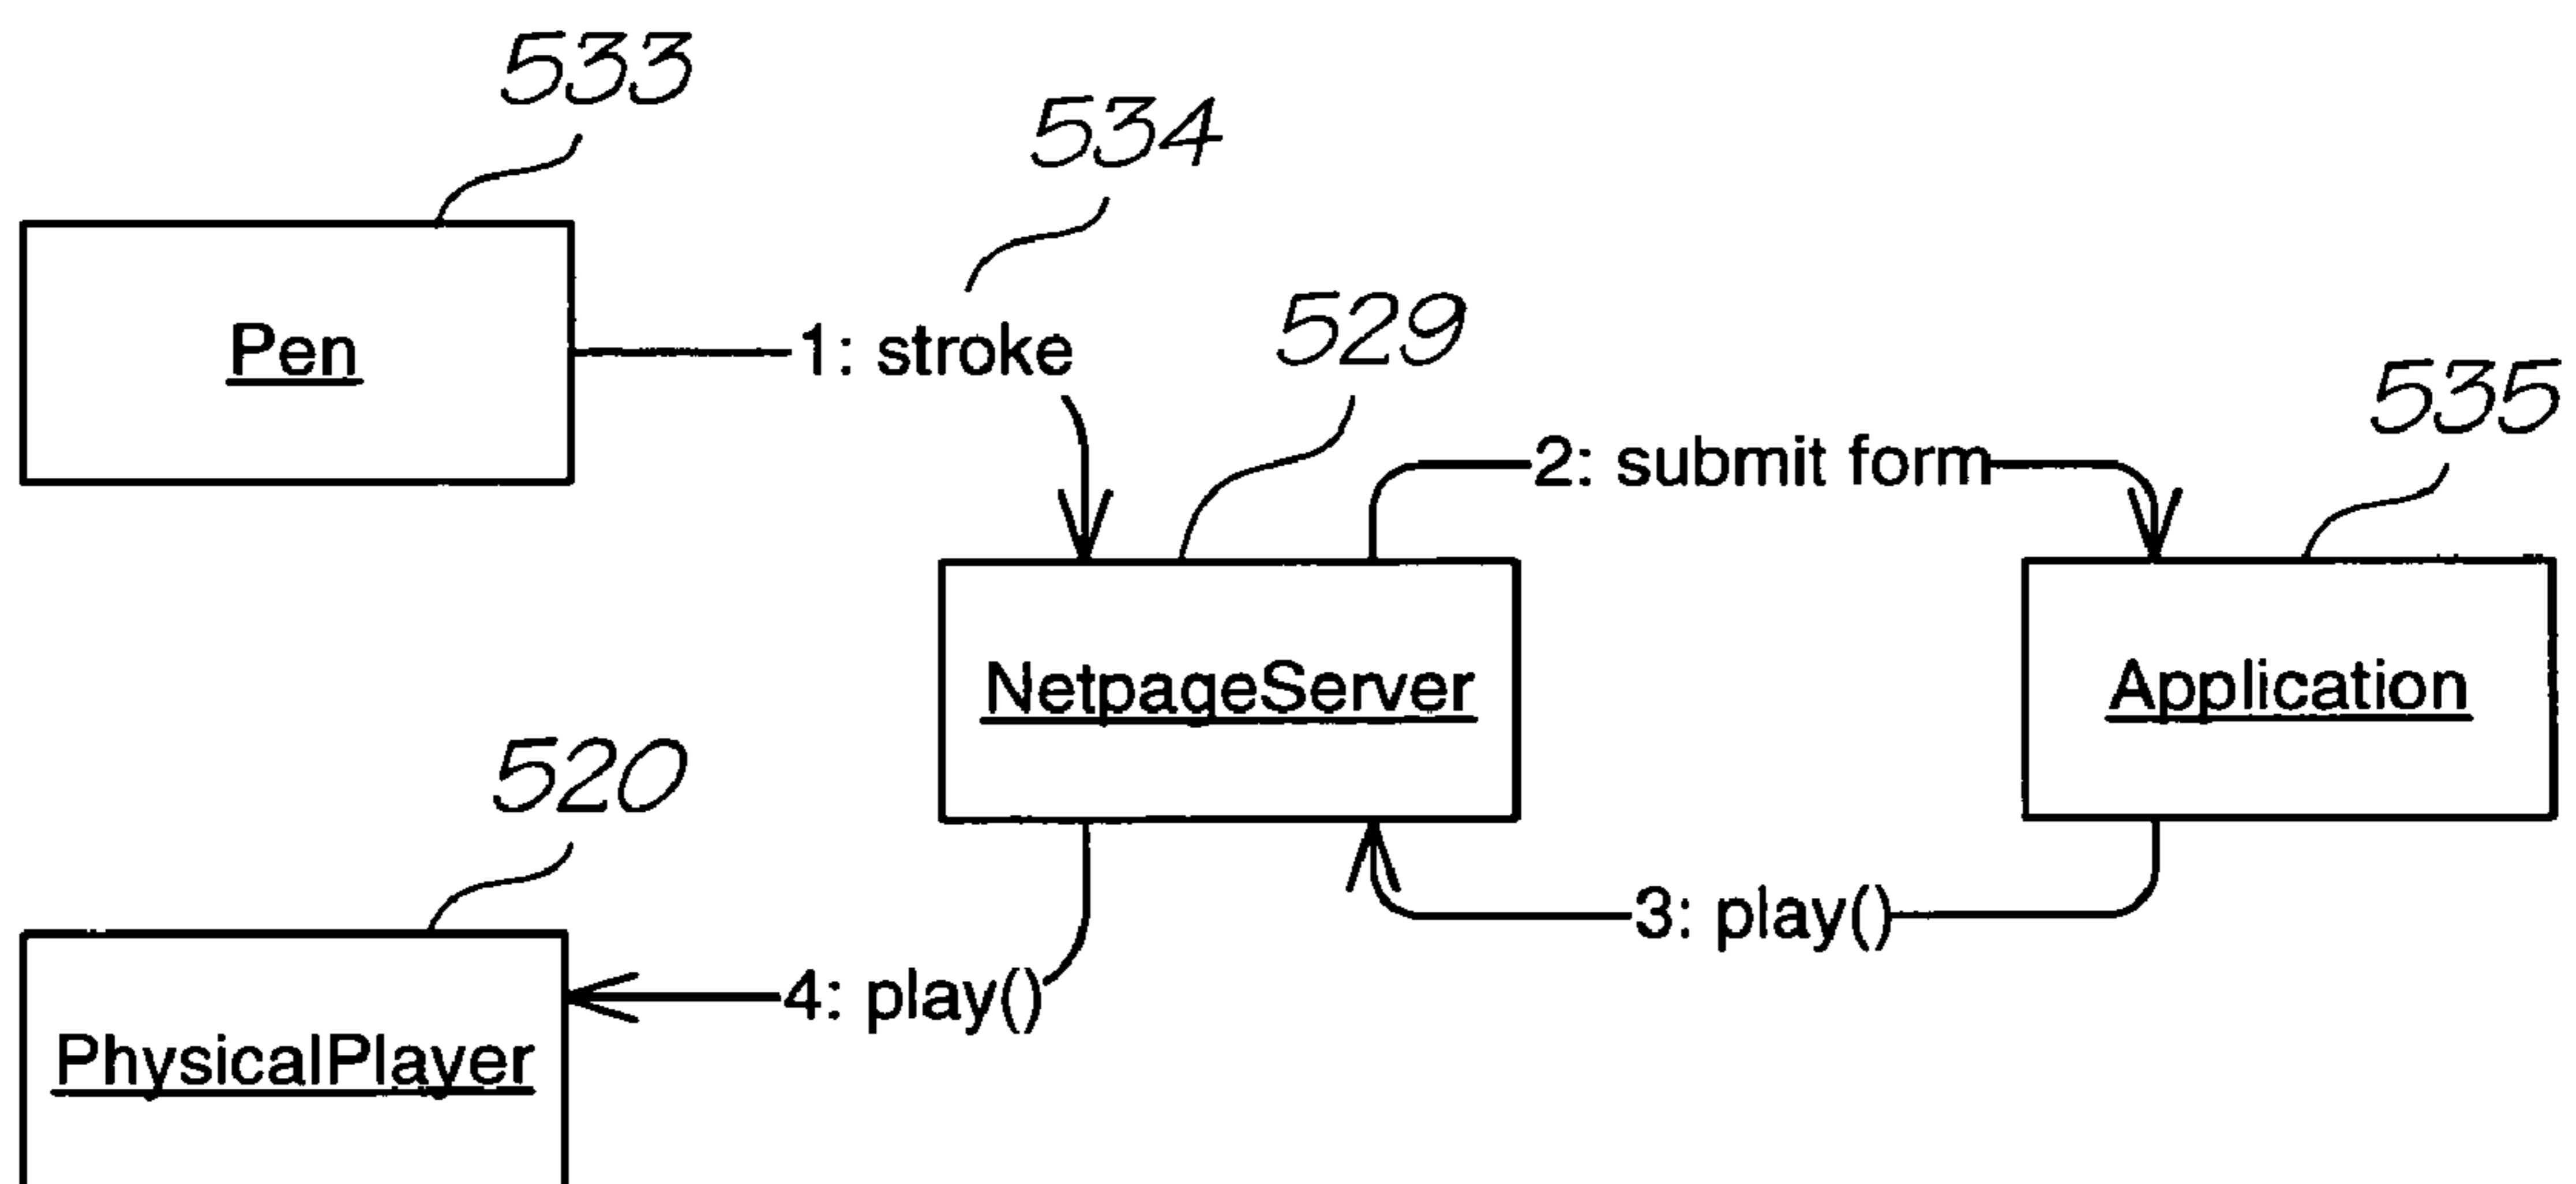 533
534
Pen
1: stroke
529
535
2: submit form
NetpageServer
Application
520
3: play()
4: play()
PhysicalPlayer